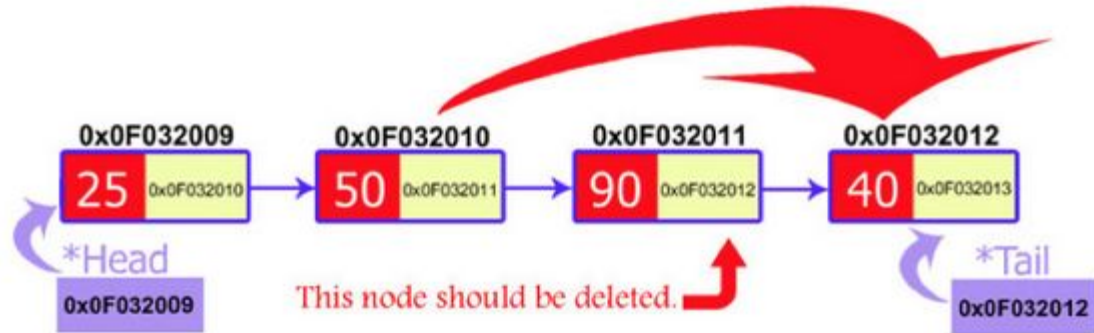 0x0F032009 0x0F032010 0x0F032011 0x0F032012
25 0x0F032010 50 0x0F032011 90 0x0F032012 40 0x0F032013
*Head *Tail
0x0F032009 This node should be deleted. 0x0F032012